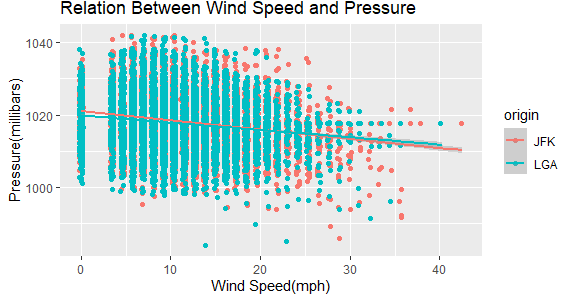 Relation Between Wind Speed and Pressure
Pressure(millibars)
1040
1020
1000
0
10
20
30
40
Wind Speed(mph)
origin
JFK
LGA